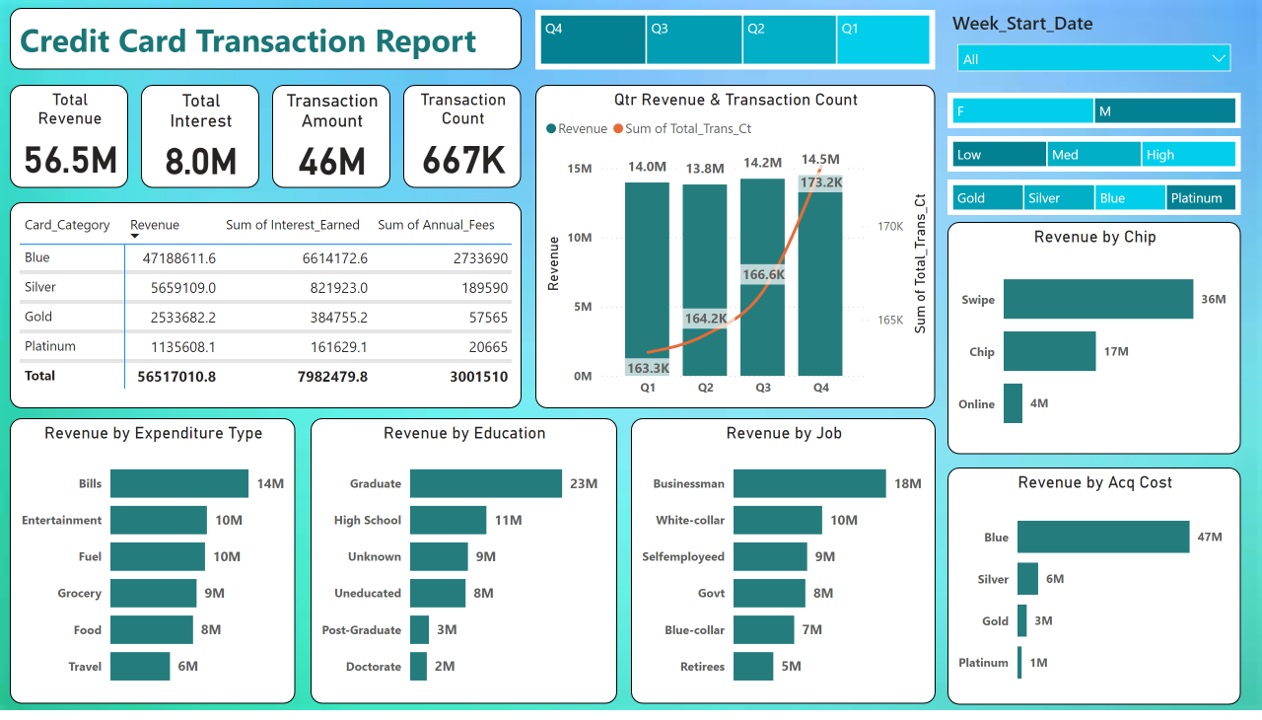 Credit Card Transaction Report
Q4
Q3
Q2
Q1
Week_Start_Date
All
F
M
Low
Med
High
Gold
Silver
Blue
Platinum
Total
Revenue
56.5M
Total
Interest
8.0M
Transaction
Amount
46M
Transaction
Count
667K
Card_Category Revenue Sum of Interest_Earned Sum of Annual_Fees
Blue 47188611.6 6614172.6 2733690
Silver 5659109.0 821923.0 189590
Gold 2533682.2 384755.2 57565
Platinum 1135608.1 161629.1 20665
Total 56517010.8 7982479.8 3001510
Qtr Revenue & Transaction Count
Revenue Sum of Total_Trans_Ct
Revenue
15M
10M
5M
0M
14.0M
13.8M
14.2M
14.5M
163.3K
164.2K
166.6K
173.2K
170K
165K
Sum of Total_Trans_Ct
Q1
Q2
Q3
Q4
Revenue by Chip
Swipe 36M
Chip 17M
Online 4M
Revenue by Expenditure Type
Bills 14M
Entertainment 10M
Fuel 10M
Grocery 9M
Food 8M
Travel 6M
Revenue by Education
Graduate 23M
High School 11M
Unknown 9M
Uneducated 8M
Post-Graduate 3M
Doctorate 2M
Revenue by Job
Businessman 18M
White-collar 10M
Selfemployeed 9M
Govt 8M
Blue-collar 7M
Retirees 5M
Revenue by Acq Cost
Blue 47M
Silver 6M
Gold 3M
Platinum 1M